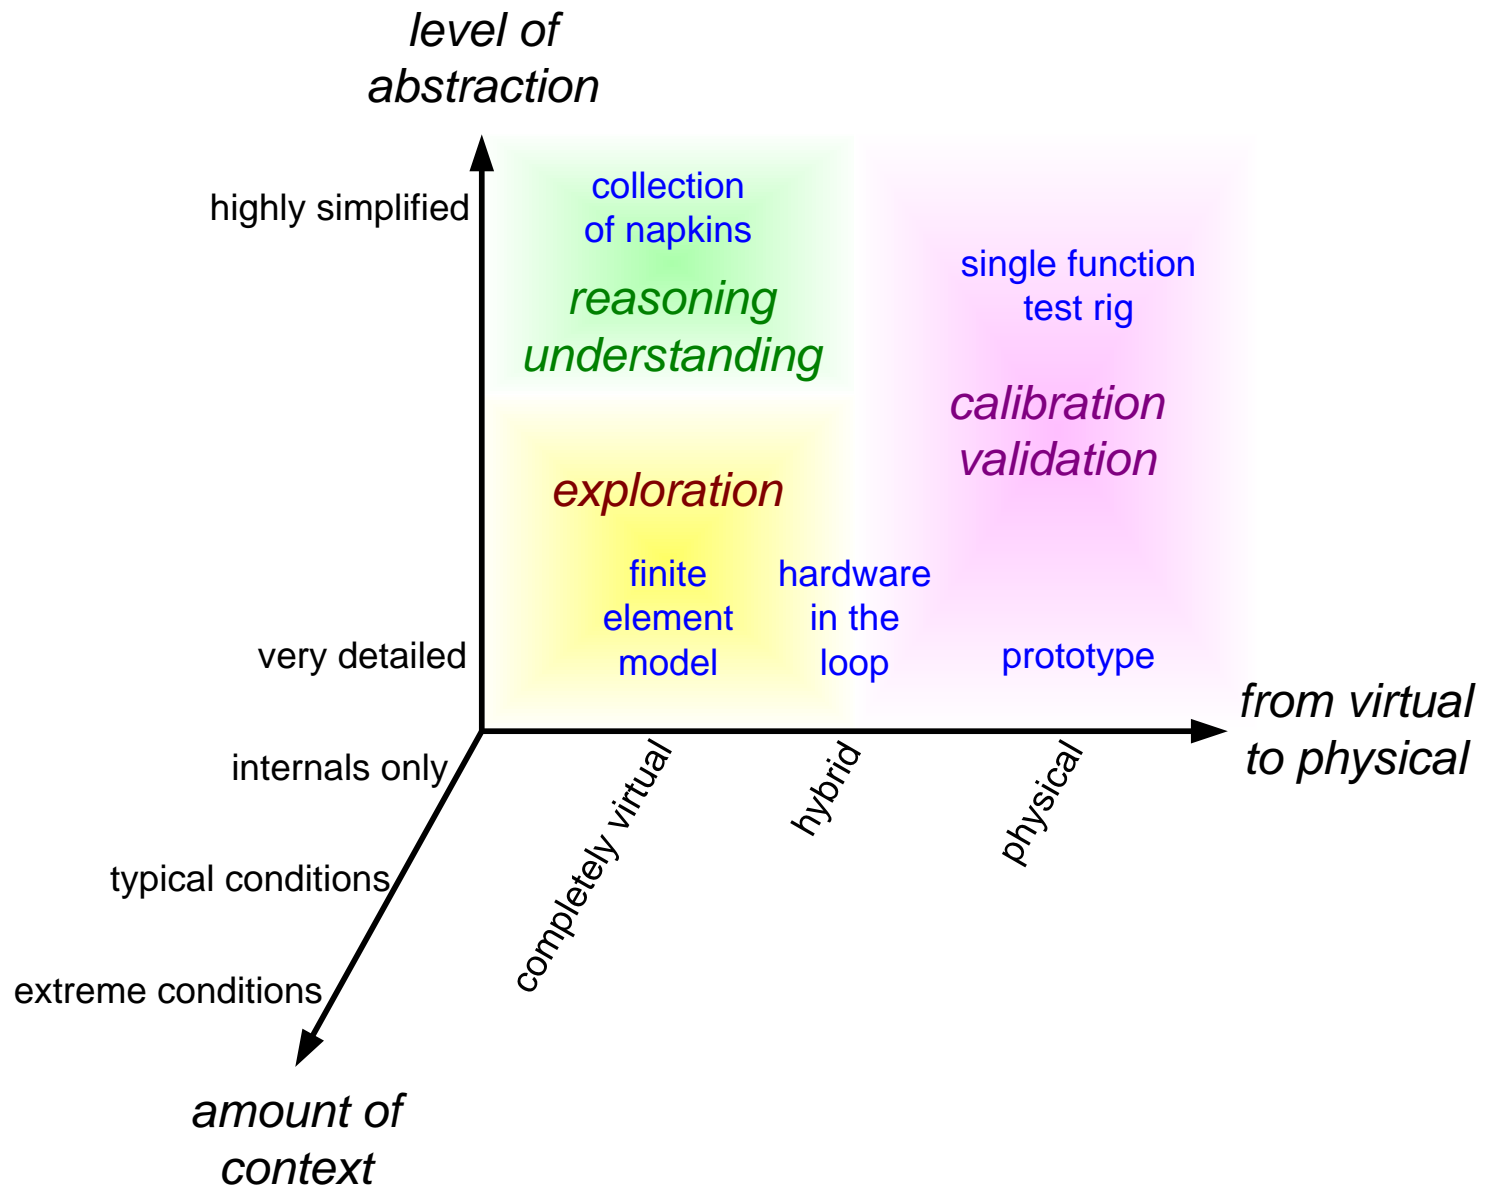 level of
abstraction
highly simplified
collection
of napkins
single function
test rig
reasoning
understanding
calibration
validation
exploration
finite
element
model
hardware
in the
loop
very detailed
prototype
from virtual
to physical
internals only
completely virtual
hybrid
physical
typical conditions
extreme conditions
amount of
context